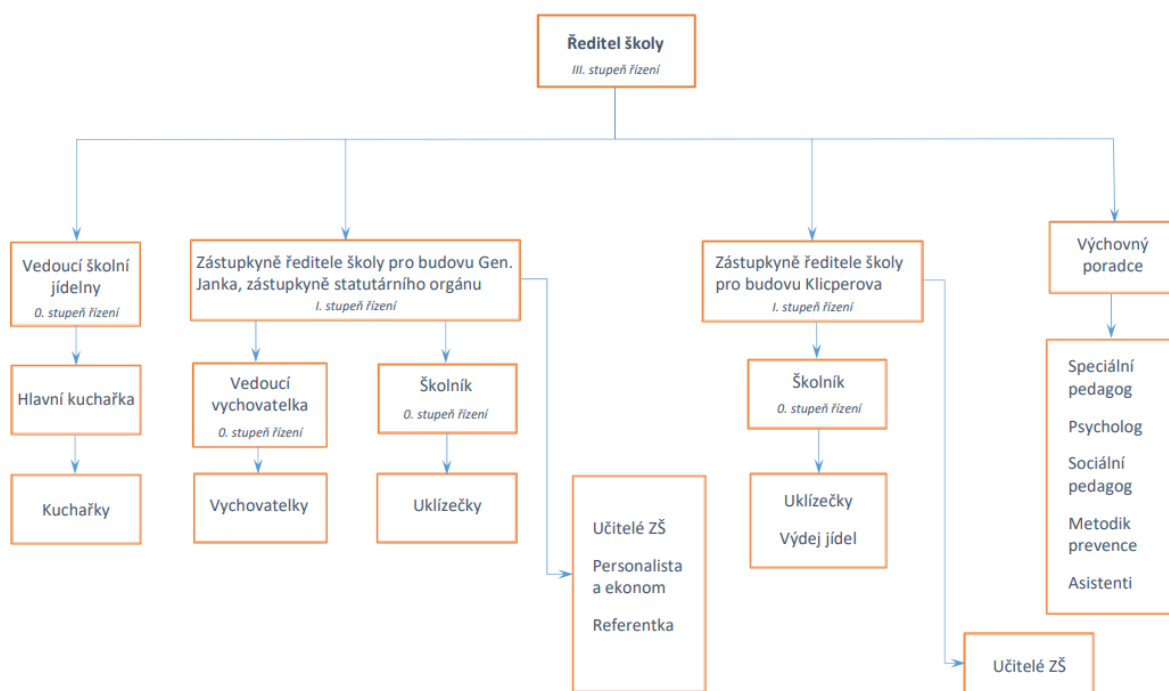 Ředitel školy
III. stupeň řízení
Vedoucí školní
jídelny
0. stupeň řízení
Zástupkyně ředitele školy pro budovu Gen.
Janka, zástupkyně statutárního orgánu
I. stupeň řízení
Zástupkyně ředitele školy
pro budovu Klicperova
I. stupeň řízení
Výchovný
poradce
Hlavní kuchařka
Vedoucí
vychovatelka
0. stupeň řízení
Školník
0. stupeň řízení
Školník
0. stupeň řízení
Speciální
pedagog
Psycholog
Sociální
pedagog
Metodik
prevence
Asistenti
Kuchařky
Vychovatelky
Uklízečky
Učitelé ZŠ
Personalista
a ekonom
Referentka
Uklízečky
Výdej jídel
Učitelé ZŠ